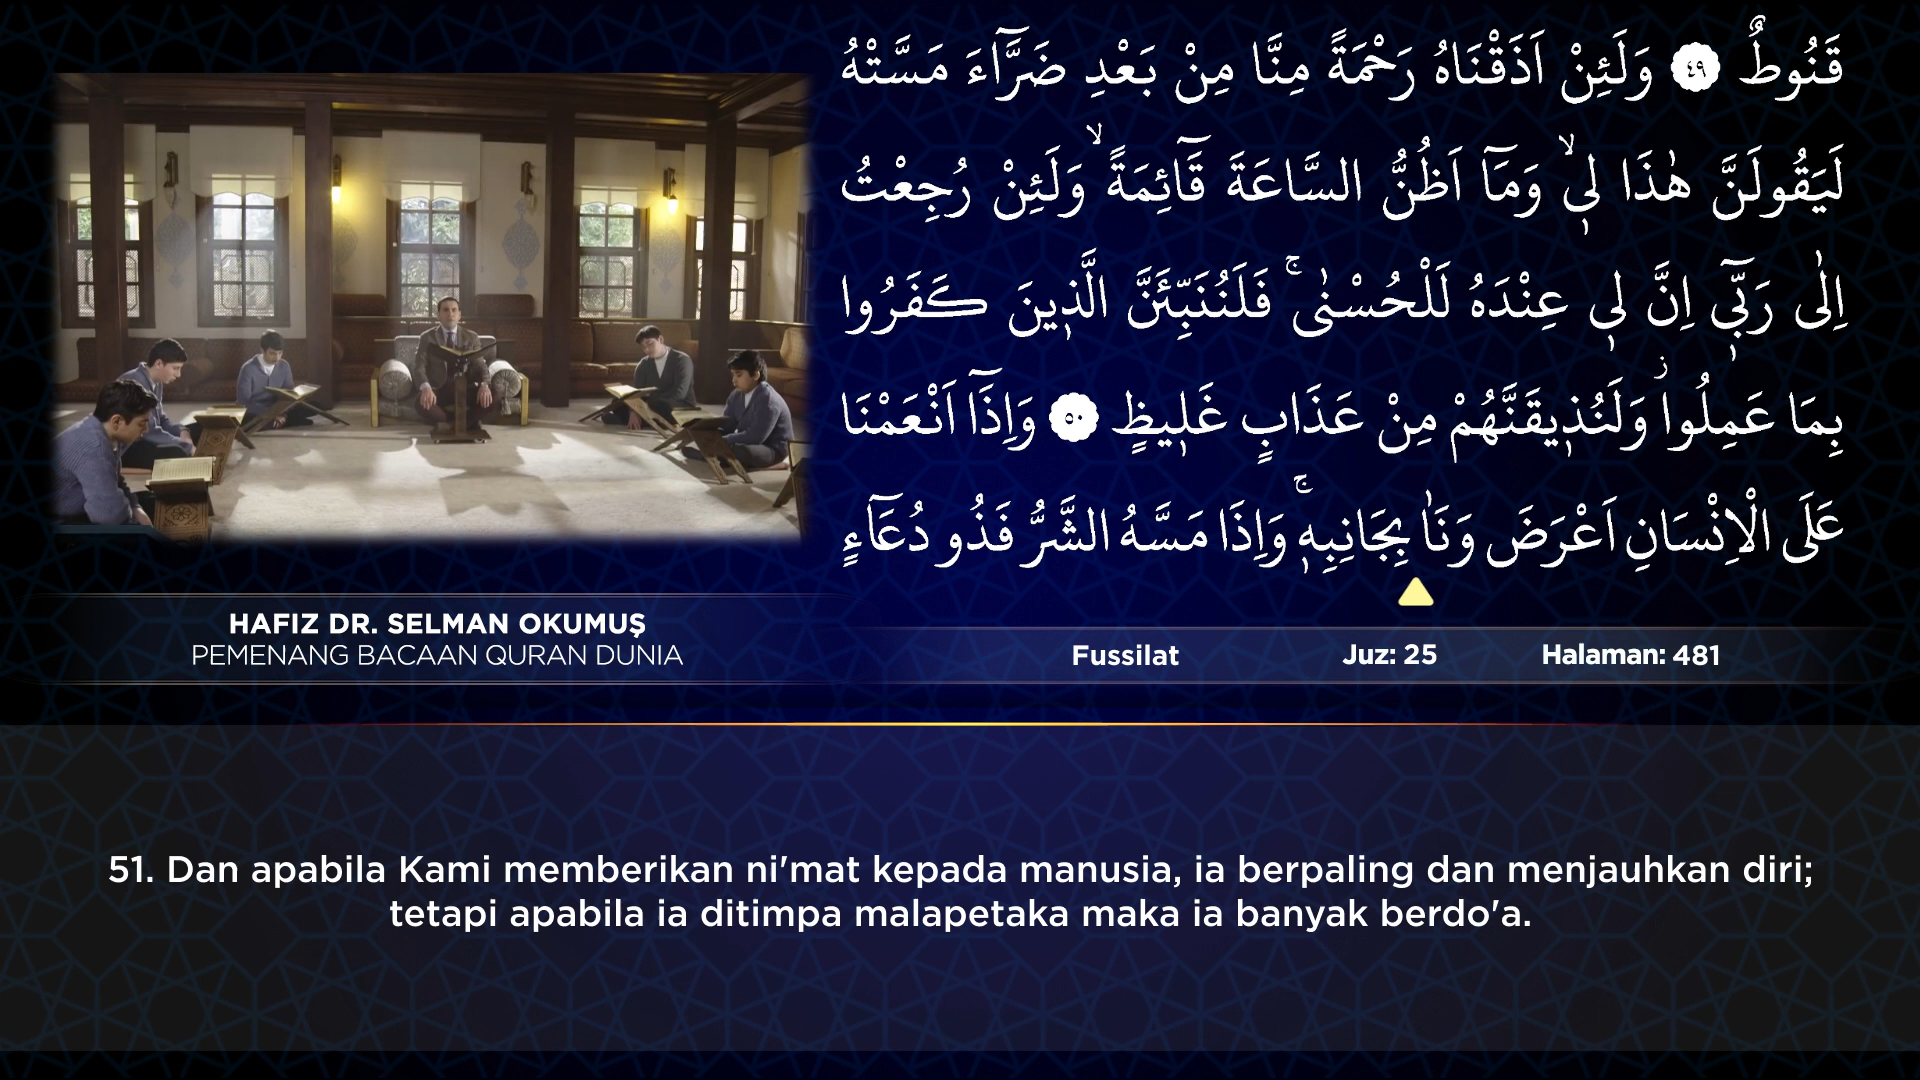 قَنُوطٌ ﴿٤٩﴾ وَلَئِنْ اَذَقْنَاهُ رَحْمَةً مِنَّا مِنْ بَعْدِ ضَرَّٓاءَ مَسَّتْهُ
لَيَقُولَنَّ هٰذَا لٖيۙ وَمَٓا اَظُنُّ السَّاعَةَ قَٓائِمَةًۙ وَلَئِنْ رُجِعْتُ
اِلٰى رَبّٖٓي اِنَّ لٖي عِنْدَهُ لَلْحُسْنٰىۚ فَلَنُنَبِّئَنَّ الَّذٖينَ كَفَرُوا
بِمَا عَمِلُواؗ وَلَنُذٖيقَنَّهُمْ مِنْ عَذَابٍ غَلٖيظٍ ﴿٥٠﴾ وَاِذَٓا اَنْعَمْنَا
عَلَى الْاِنْسَانِ اَعْرَضَ وَنَاٰ بِجَانِبِهٖۚ وَاِذَا مَسَّهُ الشَّرُّ فَذُو دُعَٓاءٍ
HAFIZ DR. SELMAN OKUMUŞ
PEMENANG BACAAN QURAN DUNIA
Fussilat Juz: 25 Halaman: 481
51. Dan apabila Kami memberikan ni'mat kepada manusia, ia berpaling dan menjauhkan diri;
tetapi apabila ia ditimpa malapetaka maka ia banyak berdo'a.